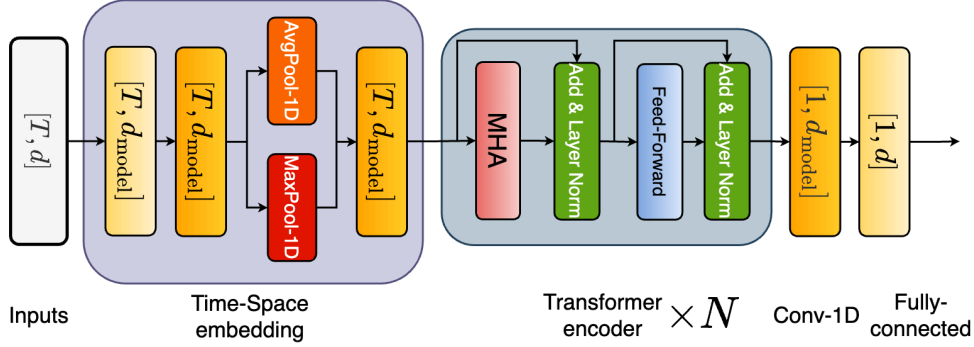 [T, d]
[T, d_model]
[T, d_model]
AvgPool-1D
MaxPool-1D
[T, d_model]
MHA
Add & Layer Norm
Feed-Forward
Add & Layer Norm
[1, d_model]
[1, d]
Inputs
Time-Space
embedding
Transformer
encoder
× N
Conv-1D
Fully-
connected